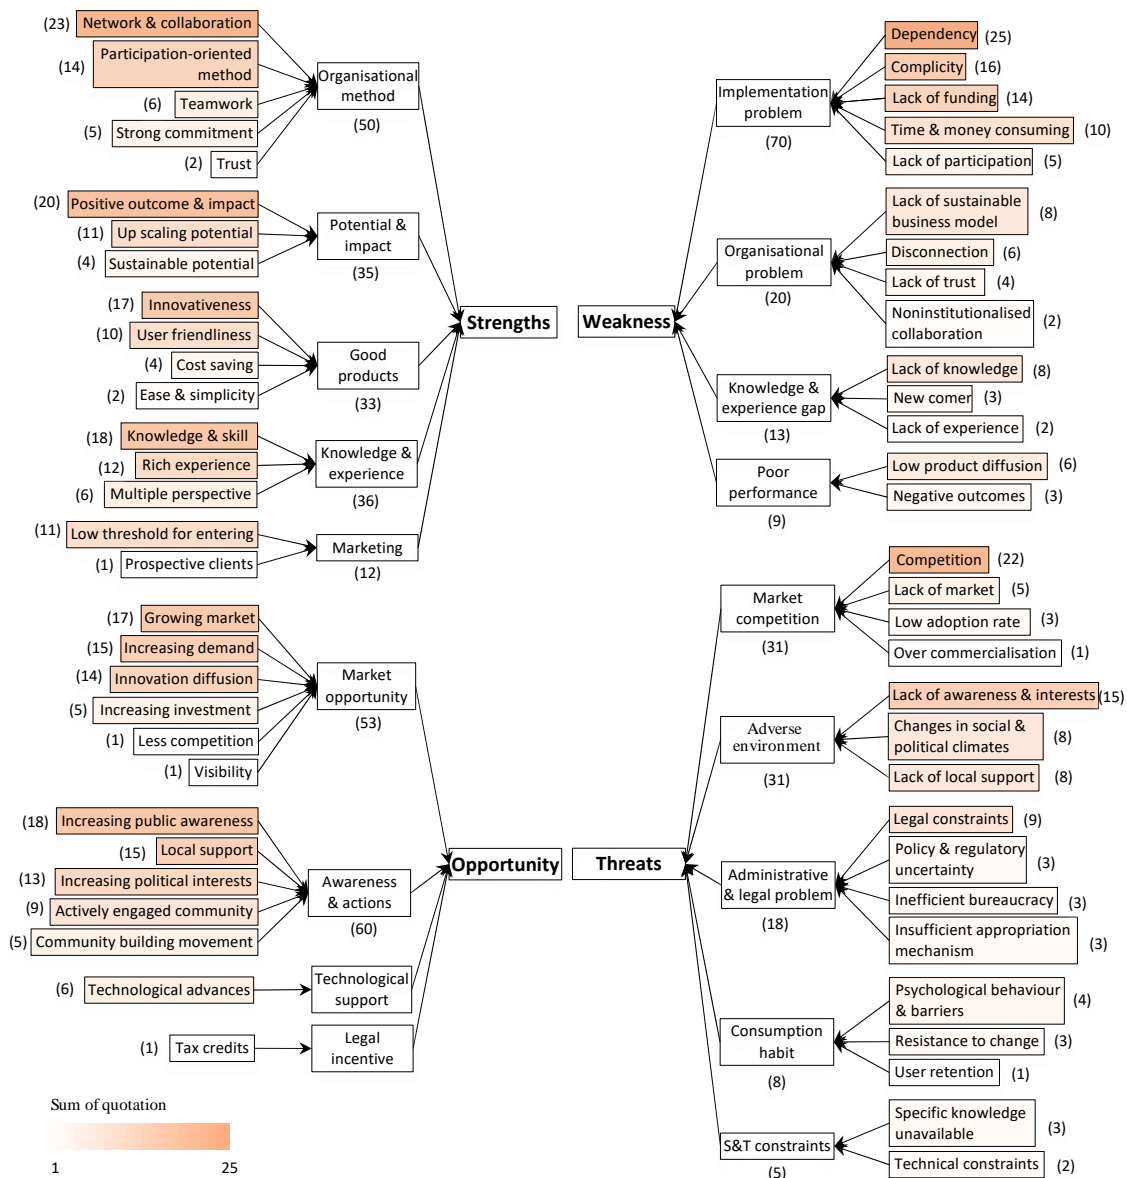 (23) Network & collaboration
(14) Participation-oriented
method
(6) Teamwork
(5) Strong commitment
(2) Trust
Organisational
method
(50)
(20) Positive outcome & impact
(11) Up scaling potential
(4) Sustainable potential
Potential &
impact
(35)
(17) Innovativeness
(10) User friendliness
(4) Cost saving
(2) Ease & simplicity
Good
products
(33)
(18) Knowledge & skill
(12) Rich experience
(6) Multiple perspective
Knowledge &
experience
(36)
(11) Low threshold for entering
(1) Prospective clients
Marketing
(12)
Strengths
Weakness
Implementation
problem
(70)
Dependency (25)
Complicity (16)
Lack of funding (14)
Time & money consuming (10)
Lack of participation (5)
Organisational
problem
(20)
Lack of sustainable
business model (8)
Disconnection (6)
Lack of trust (4)
Noninstitutionalised
collaboration (2)
Knowledge &
experience gap
(13)
Lack of knowledge (8)
New comer (3)
Lack of experience (2)
Poor
performance
(9)
Low product diffusion (6)
Negative outcomes (3)
(17) Growing market
(15) Increasing demand
(14) Innovation diffusion
(5) Increasing investment
(1) Less competition
(1) Visibility
Market
opportunity
(53)
(18) Increasing public awareness
(15) Local support
(13) Increasing political interests
(9) Actively engaged community
(5) Community building movement
Awareness
& actions
(60)
(6) Technological advances
Technological
support
(1) Tax credits
Legal
incentive
Opportunity
Threats
Market
competition
(31)
Competition (22)
Lack of market (5)
Low adoption rate (3)
Over commercialisation (1)
Adverse
environment
(31)
Lack of awareness & interests (15)
Changes in social &
political climates (8)
Lack of local support (8)
Administrative
& legal problem
(18)
Legal constraints (9)
Policy & regulatory
uncertainty (3)
Inefficient bureaucracy (3)
Insufficient appropriation
mechanism (3)
Consumption
habit
(8)
Psychological behaviour
& barriers (4)
Resistance to change (3)
User retention (1)
S&T constraints
(5)
Specific knowledge
unavailable (3)
Technical constraints (2)
Sum of quotation
1 25